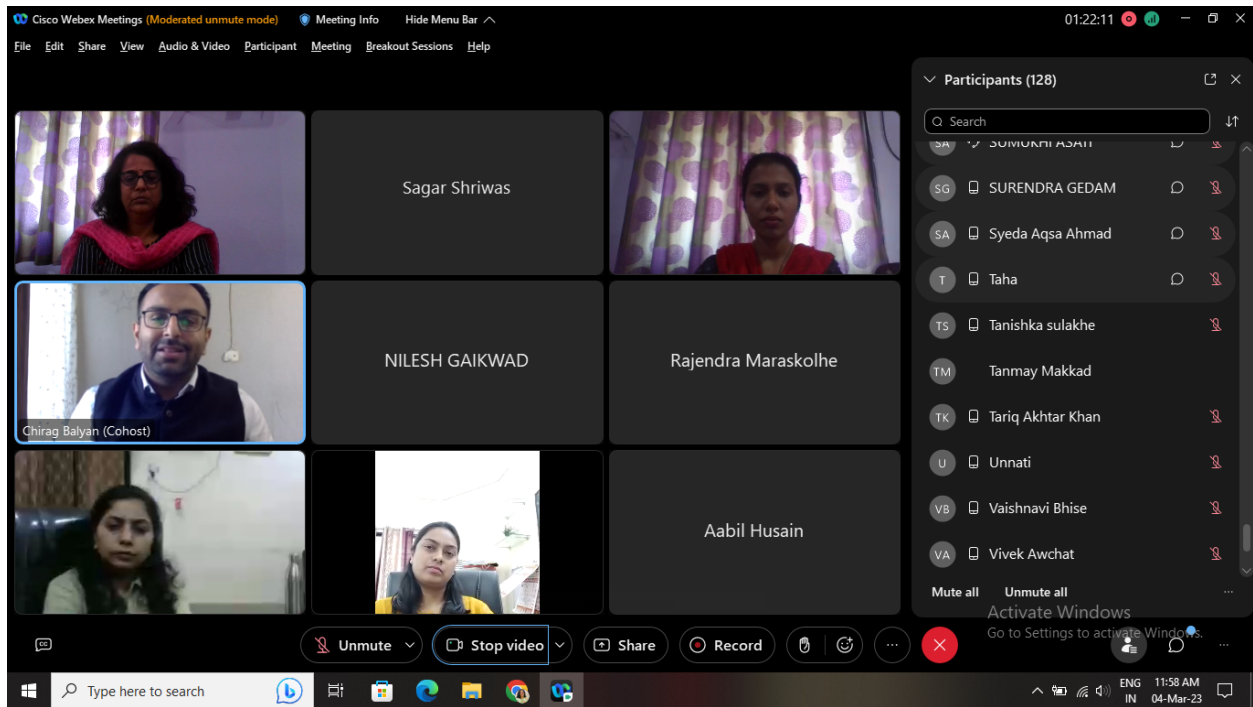 Cisco Webex Meetings (Moderated unmute mode) Meeting Info Hide Menu Bar 01:22:11
File Edit Share View Audio & Video Participant Meeting Breakout Sessions Help
Participants (128)
Search
SA SUMUKHI ASATI
SG SURENDRA GEDAM
SA Syeda Aqsa Ahmad
T Taha
TS Tanishka sulakhe
TM Tanmay Makkad
TK Tariq Akhtar Khan
U Unnati
VB Vaishnavi Bhise
VA Vivek Awchat
Mute all Unmute all ...
Sagar Shriwas
Chirag Balyan (Cohost)
NILESH GAIKWAD
Rajendra Maraskolhe
Aabil Husain
Activate Windows
Go to Settings to activate Windows.
CC Unmute Stop video Share Record ... ...
Type here to search
ENG 11:58 AM
IN 04-Mar-23